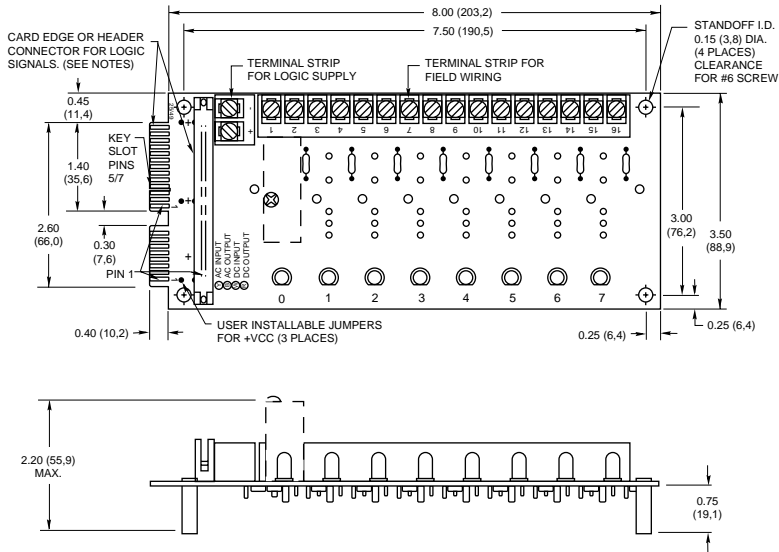 8.00 (203,2)
7.50 (190,5)
CARD EDGE OR HEADER
CONNECTOR FOR LOGIC
SIGNALS. (SEE NOTES)
TERMINAL STRIP
FOR LOGIC SUPPLY
TERMINAL STRIP FOR
FIELD WIRING
STANDOFF I.D.
0.15 (3,8) DIA.
(4 PLACES)
CLEARANCE
FOR #6 SCREW
0.45
(11,4)
-
+
1 2 3 4 5 6 7 8 9 10 11 12 13 14 15 16
KEY
SLOT
PINS
5/7
1.40
(35,6)
2.60
(66,0)
0.30
(7,6)
PIN 1
1
1
AC INPUT
AC OUTPUT
DC INPUT
DC OUTPUT
3.00
(76,2)
3.50
(88,9)
0 1 2 3 4 5 6 7
0.40 (10,2)
USER INSTALLABLE JUMPERS
FOR +VCC (3 PLACES)
0.25 (6,4)
0.25 (6,4)
2.20 (55,9)
MAX.
0.75
(19,1)